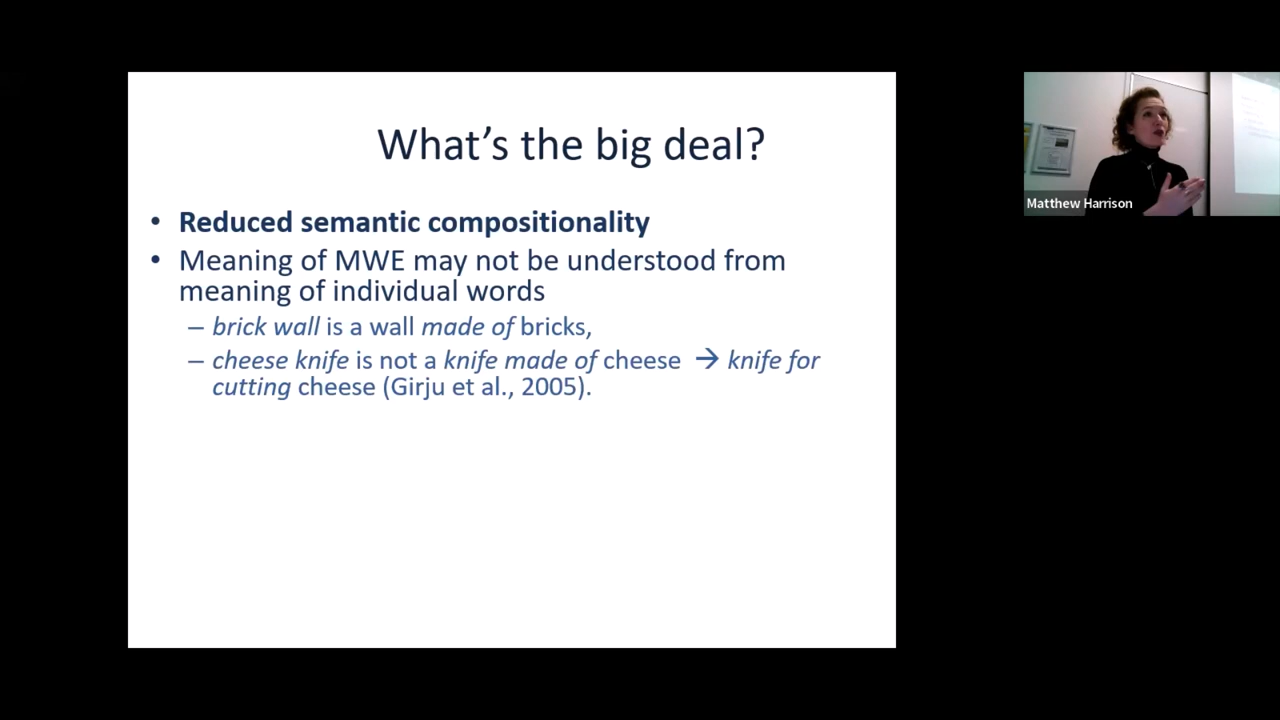 What’s the big deal?
• Reduced semantic compositionality
• Meaning of MWE may not be understood from
meaning of individual words
– brick wall is a wall made of bricks,
– cheese knife is not a knife made of cheese → knife for
cutting cheese (Girju et al., 2005).
Matthew Harrison